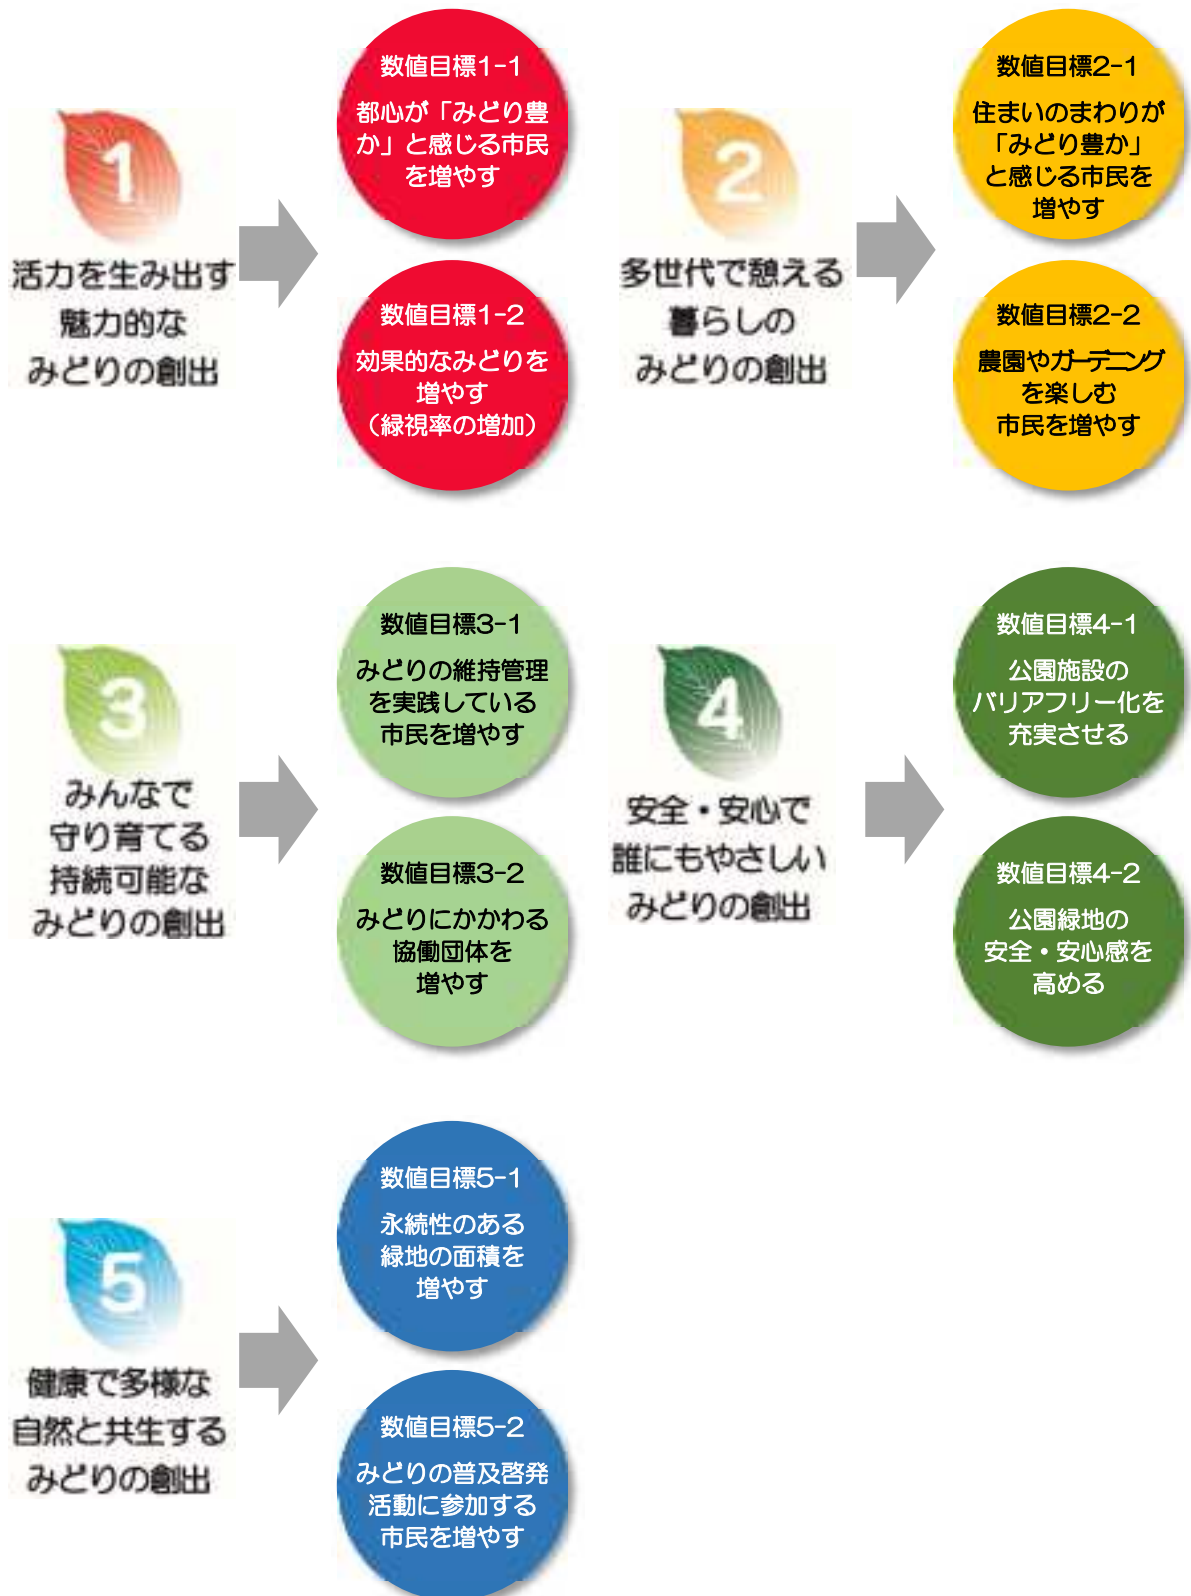 1
活力を生み出す
魅力的な
みどりの創出
数値目標1-1
都心が「みどり豊
か」と感じる市民
を増やす
数値目標1-2
効果的なみどりを
増やす
（緑視率の増加）
2
多世代で憩える
暮らしの
みどりの創出
数値目標2-1
住まいのまわりが
「みどり豊か」
と感じる市民を
増やす
数値目標2-2
農園やガーデニング
を楽しむ
市民を増やす
3
みんなで
守り育てる
持続可能な
みどりの創出
数値目標3-1
みどりの維持管理
を実践している
市民を増やす
数値目標3-2
みどりにかかわる
協働団体を
増やす
4
安全・安心で
誰にもやさしい
みどりの創出
数値目標4-1
公園施設の
バリアフリー化を
充実させる
数値目標4-2
公園緑地の
安全・安心感を
高める
5
健康で多様な
自然と共生する
みどりの創出
数値目標5-1
永続性のある
緑地の面積を
増やす
数値目標5-2
みどりの普及啓発
活動に参加する
市民を増やす